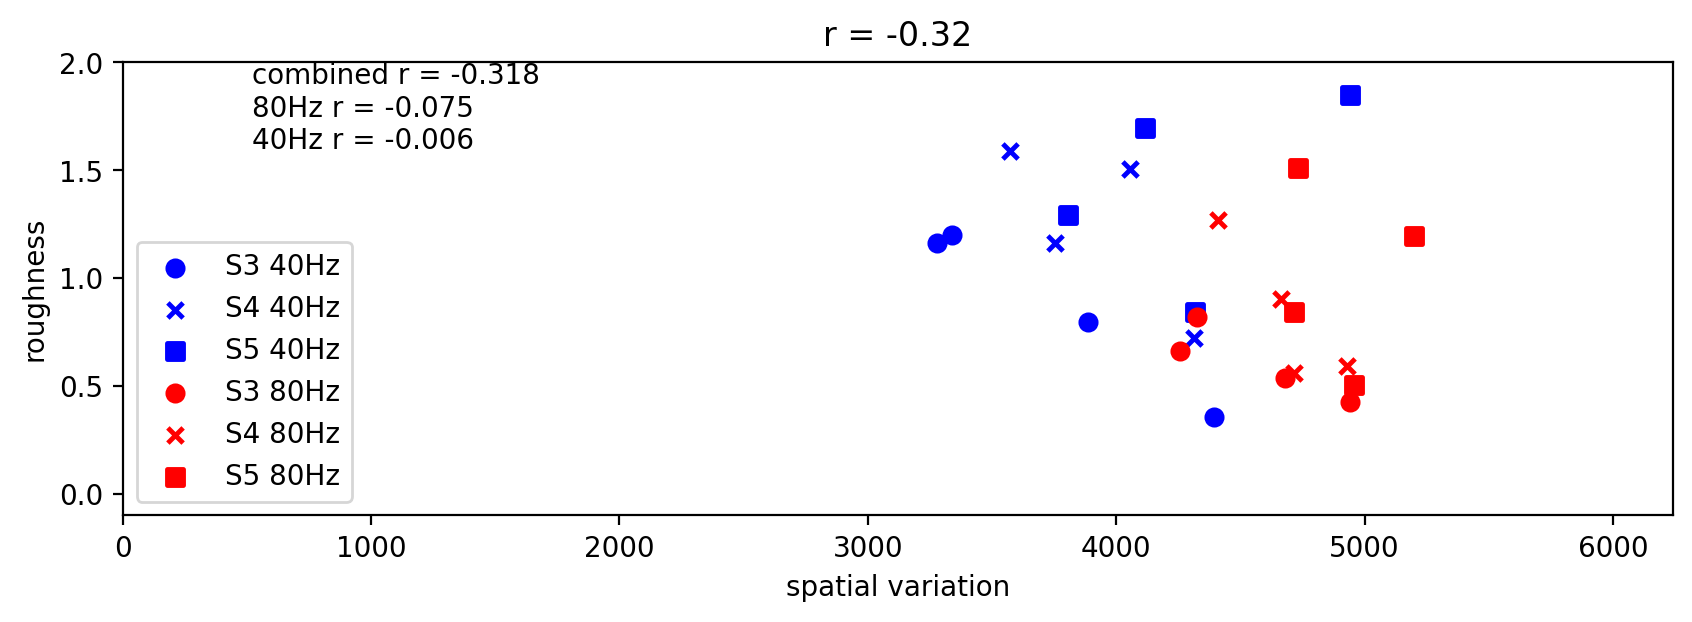 r = -0.32
combined r = -0.318
80Hz r = -0.075
40Hz r = -0.006
2.0
1.5
1.0
0.5
0.0
roughness
S3 40Hz
S4 40Hz
S5 40Hz
S3 80Hz
S4 80Hz
S5 80Hz
0 1000 2000 3000 4000 5000 6000
spatial variation